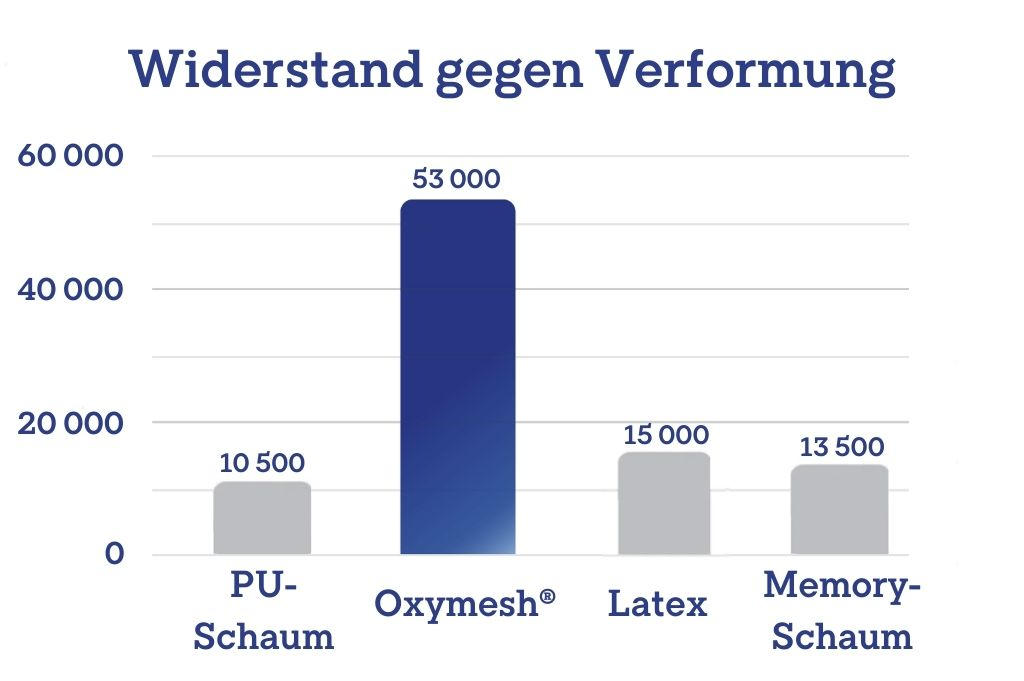 Widerstand gegen Verformung
60 000
53 000
40 000
20 000
15 000
13 500
10 500
0
PU-
Schaum
Oxymesh®
Latex
Memory-
Schaum